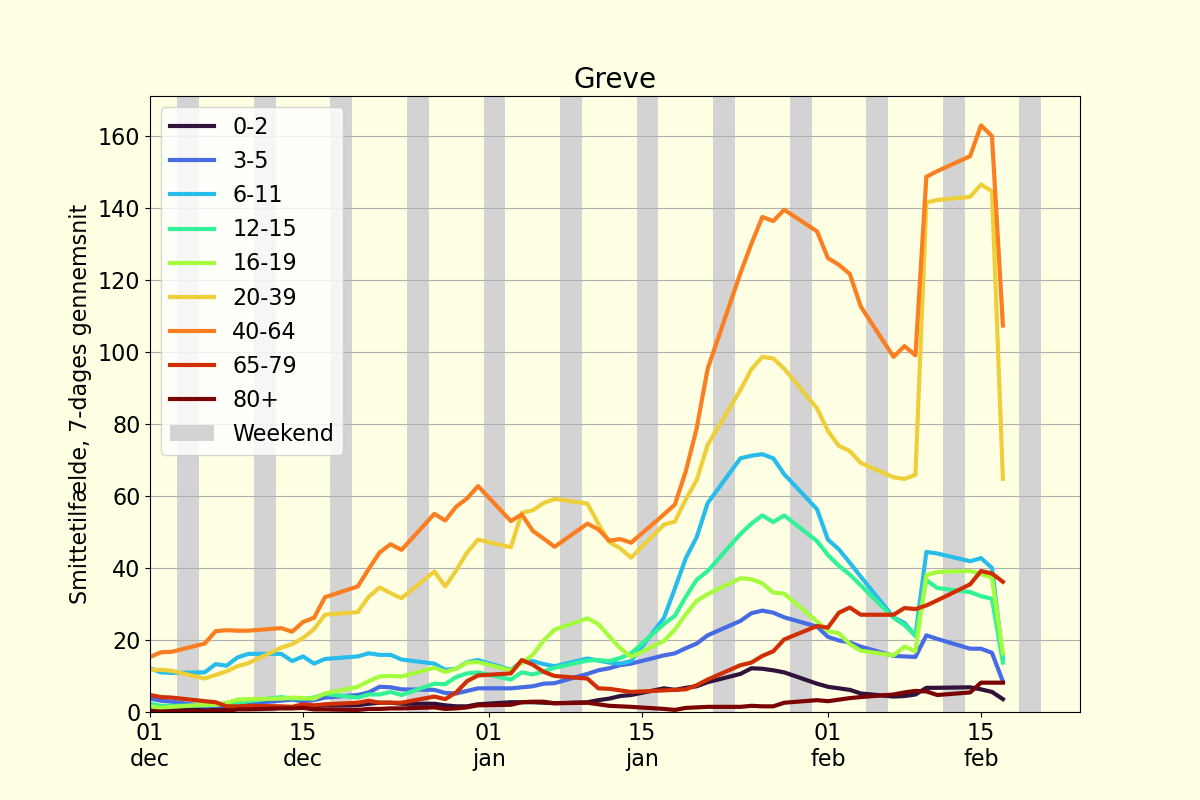 Greve
Smittetilfælde, 7-dages gennemsnit
160
140
120
100
80
60
40
20
0
0-2
3-5
6-11
12-15
16-19
20-39
40-64
65-79
80+
Weekend
01
dec
15
dec
01
jan
15
jan
01
feb
15
feb